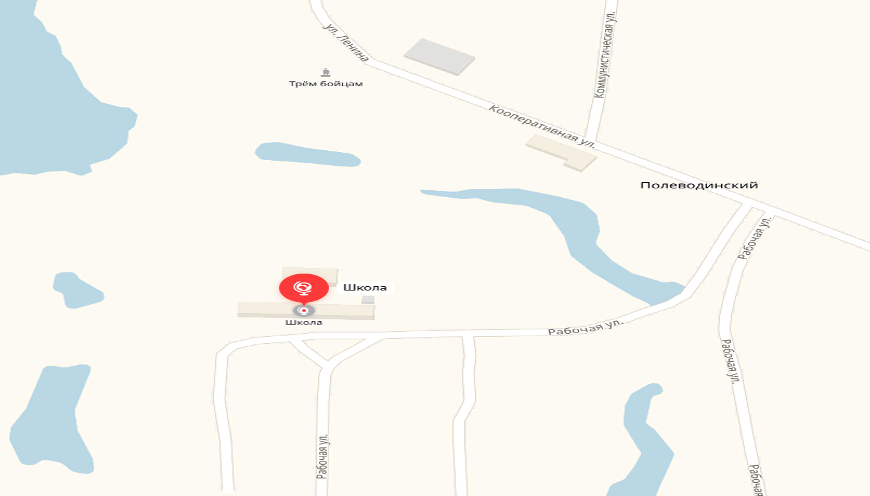 ул. Ленина
Коммунистическая ул.
Трём бойцам
Кооперативная ул.
Полеводинский
Рабочая ул.
Школа
Школа
Рабочая ул.
Рабочая ул.
Рабочая ул.
Рабочая ул.